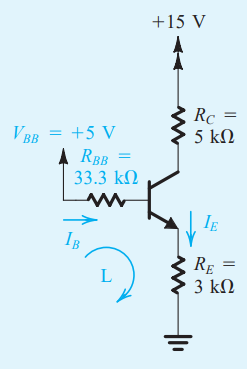 +15 V
R_C =
5 kΩ
V_BB = +5 V
R_BB =
33.3 kΩ
I_B
I_E
L
R_E =
3 kΩ